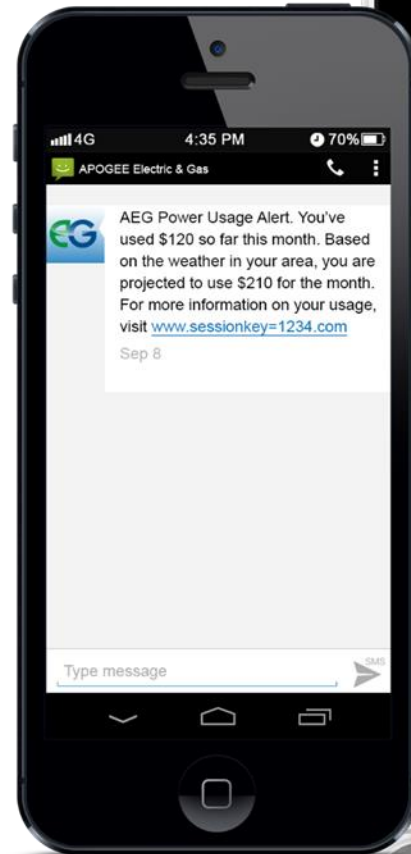 4G 4:35 PM 70%
APOGEE Electric & Gas
EG
AEG Power Usage Alert. You've
used $120 so far this month. Based
on the weather in your area, you are
projected to use $210 for the month.
For more information on your usage,
visit www.sessionkey=1234.com
Sep 8
Type message
SMS